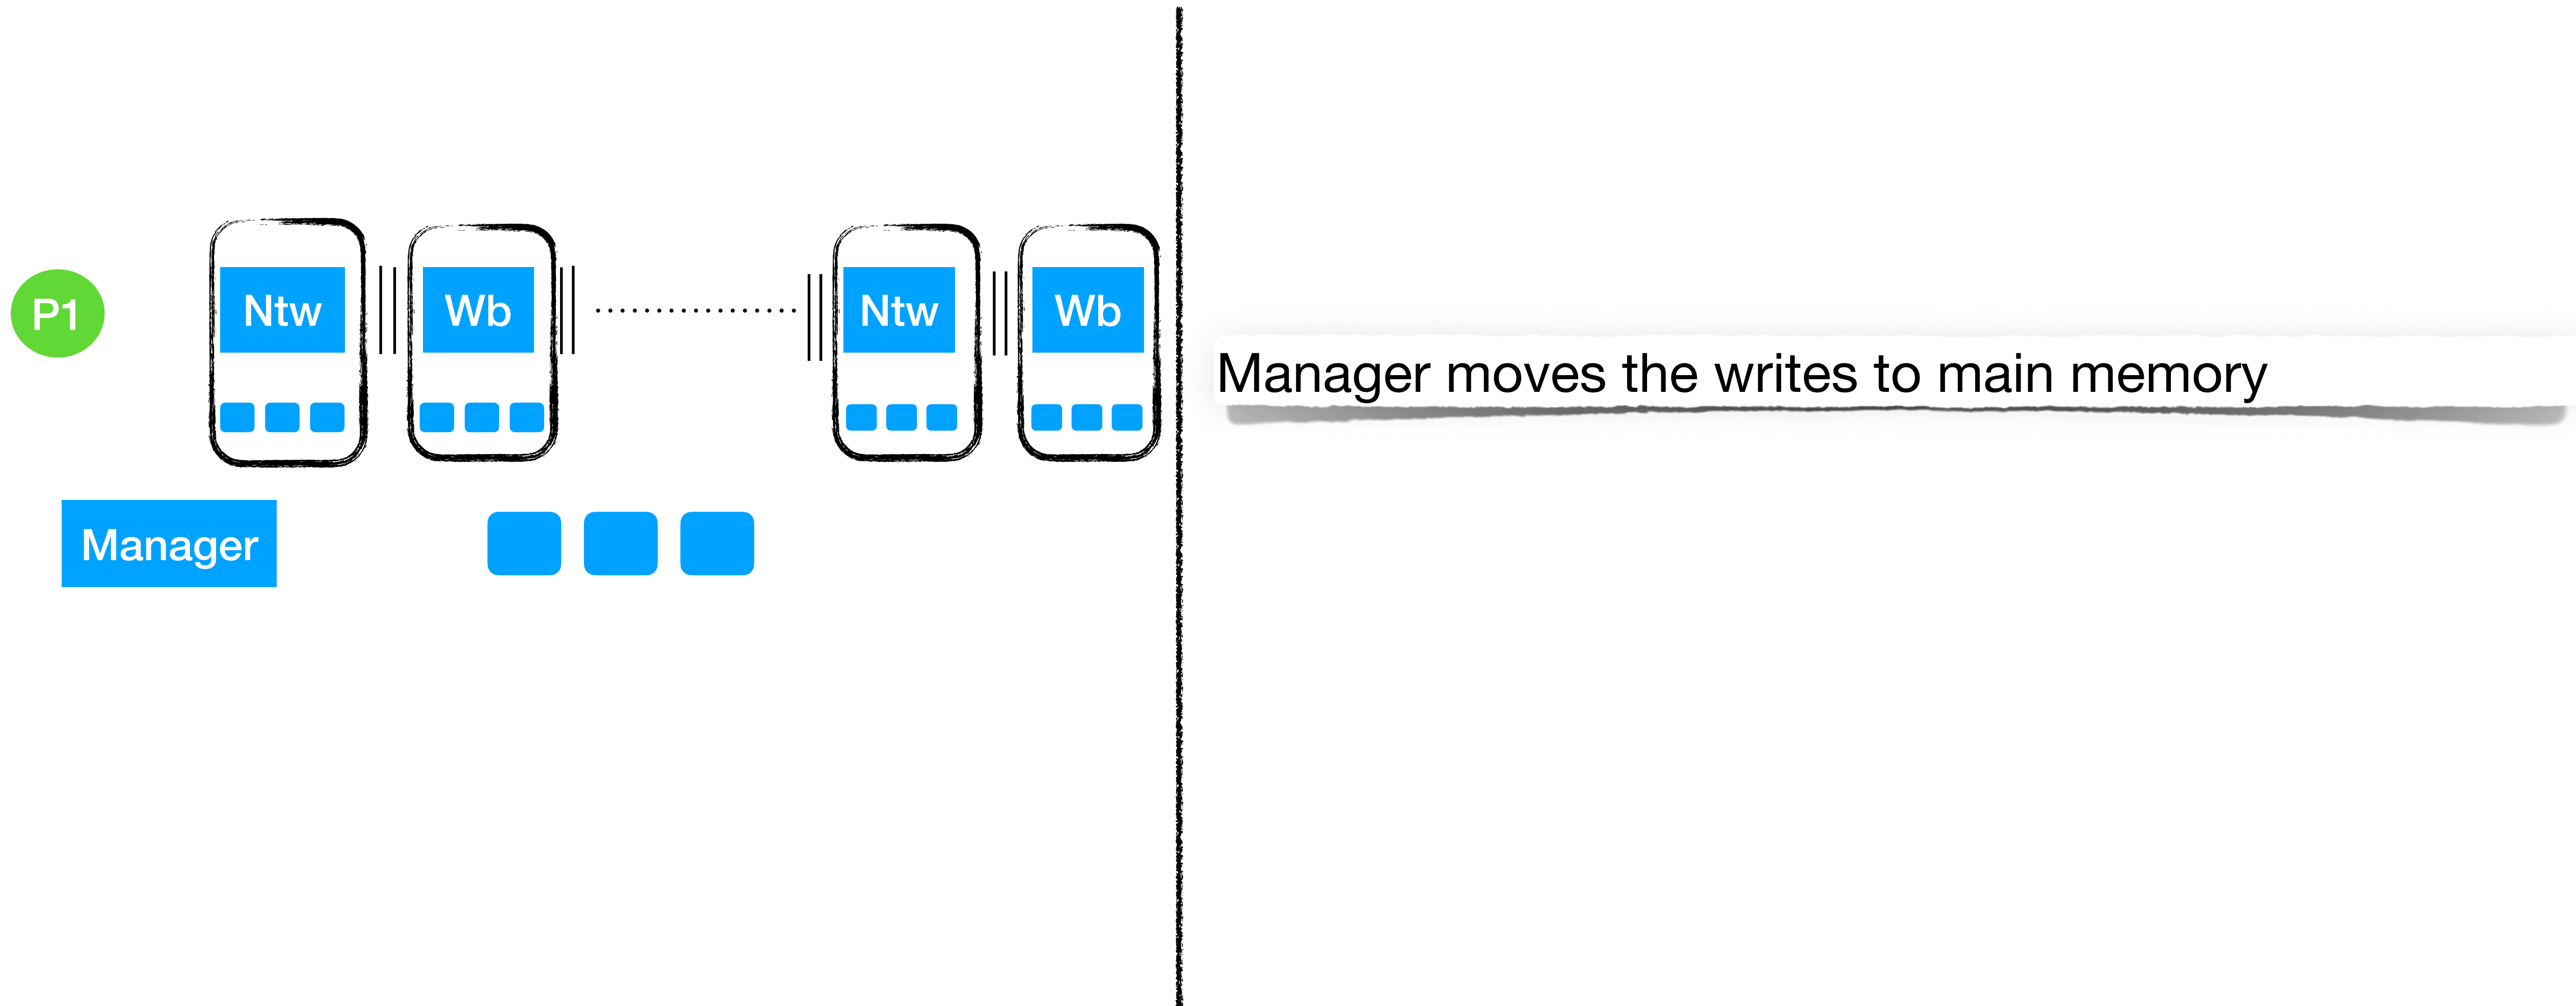 P1
Ntw
Wb
Ntw
Wb
Manager moves the writes to main memory
Manager